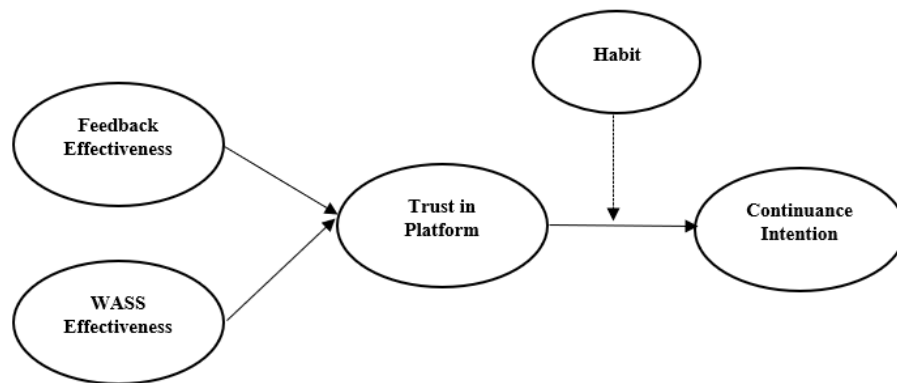 Habit
Feedback
Effectiveness
Trust in
Platform
Continuance
Intention
WASS
Effectiveness